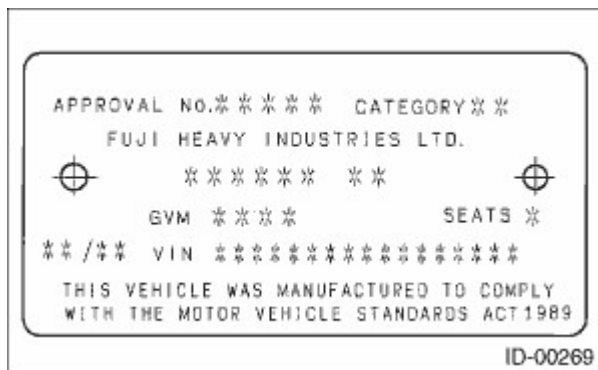 APPROVAL No.***** CATEGORY**
FUJI HEAVY INDUSTRIES LTD.
****** **
GVM **** SEATS *
**/** VIN *****************
THIS VEHICLE WAS MANUFACTURED TO COMPLY
WITH THE MOTOR VEHICLE STANDARDS ACT 1989
ID-00269